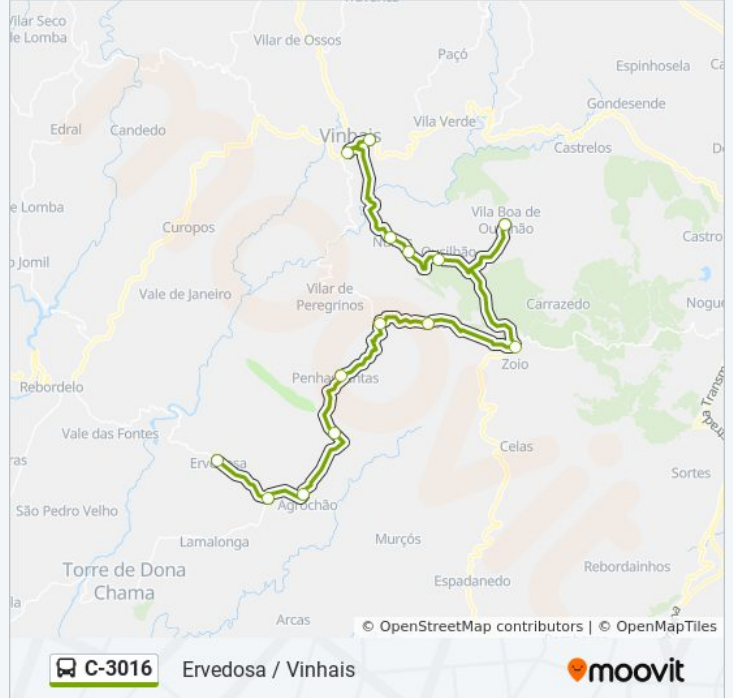 Vilar Seco
de Lomba
Vilar de Ossos
Paçó
Espinhosela
Gondesende
Edral
Candedo
Vinhais
Vila Verde
Castrelos
e Lomba
Curopos
Vila Boa de
Ousilhão
Castro
o Jomil
Vale de Janeiro
Vilar de
Peregrinos
Carrazedo
Nogue
Rebordelo
Zoio
Vale das Fontes
Celas
Sortes
Agrochão
São Pedro Velho
Lamalonga
Murçós
Torre de Dona
Chama
Espadanedo
Rebordainhos
Arcas
© OpenStreetMap contributors | © OpenMapTiles
C-3016 Ervedosa / Vinhais
moovit